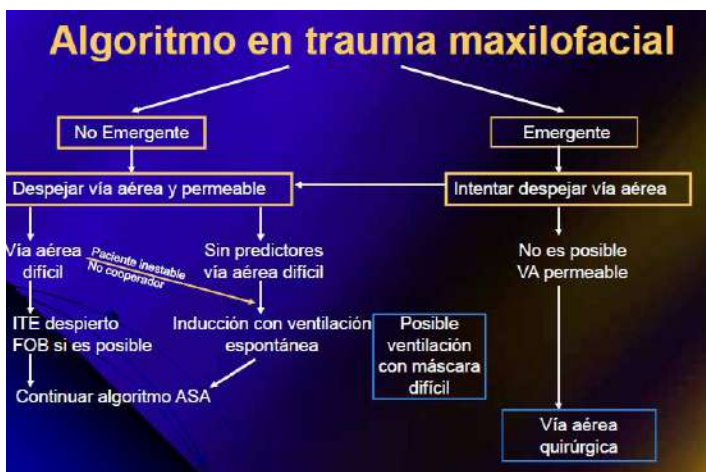 Algoritmo en trauma maxilofacial
No Emergente
Emergente
Despejar vía aérea y permeable
Intentar despejar vía aérea
Vía aérea
difícil
Paciente inestable
No cooperador
Sin predictores
vía aérea difícil
No es posible
VA permeable
ITE despierto
FOB si es posible
Inducción con ventilación
espontánea
Posible
ventilación
con máscara
difícil
Continuar algoritmo ASA
Vía aérea
quirúrgica